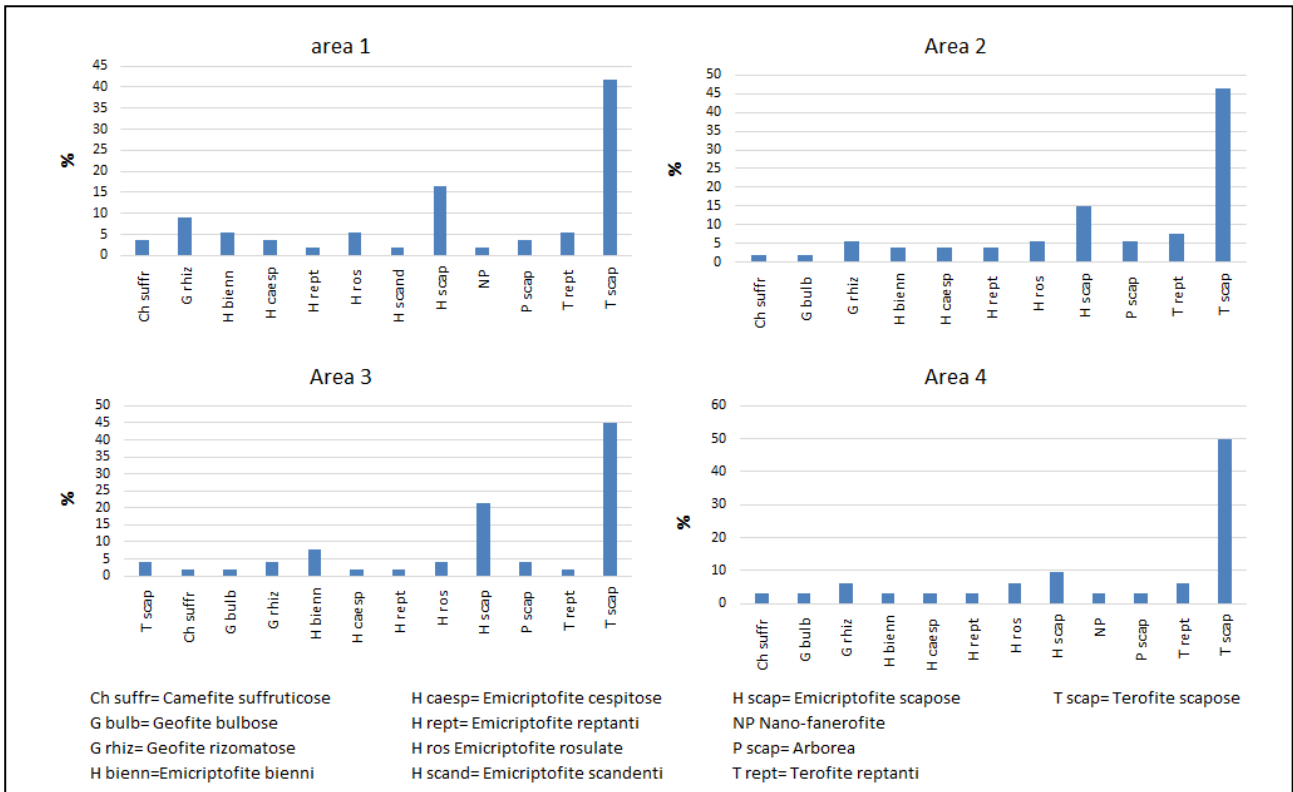 area 1
45
40
35
30
25
20
15
10
5
0
%
Ch suffr
G rhiz
H bienn
H caesp
H rept
H ros
H scand
H scap
NP
P scap
T rept
T scap
Area 2
50
45
40
35
30
25
20
15
10
5
0
%
Ch suffr
G bulb
G rhiz
H bienn
H caesp
H rept
H ros
H scap
P scap
T rept
T scap
Area 3
50
45
40
35
30
25
20
15
10
5
0
%
T scap
Ch suffr
G bulb
G rhiz
H bienn
H caesp
H rept
H ros
H scap
P scap
T rept
T scap
Area 4
60
50
40
30
20
10
0
%
Ch suffr
G bulb
G rhiz
H bienn
H caesp
H rept
H ros
H scap
NP
P scap
T rept
T scap
Ch suffr= Camefite suffruticose
G bulb= Geofite bulbose
G rhiz= Geofite rizomatose
H bienn=Emicriptofite bienni
H caesp= Emicriptofite cespitose
H rept= Emicriptofite reptanti
H ros Emicriptofite rosulate
H scand= Emicriptofite scandenti
H scap= Emicriptofite scapose
NP Nano-fanerofite
P scap= Arborea
T rept= Terofite reptanti
T scap= Terofite scapose